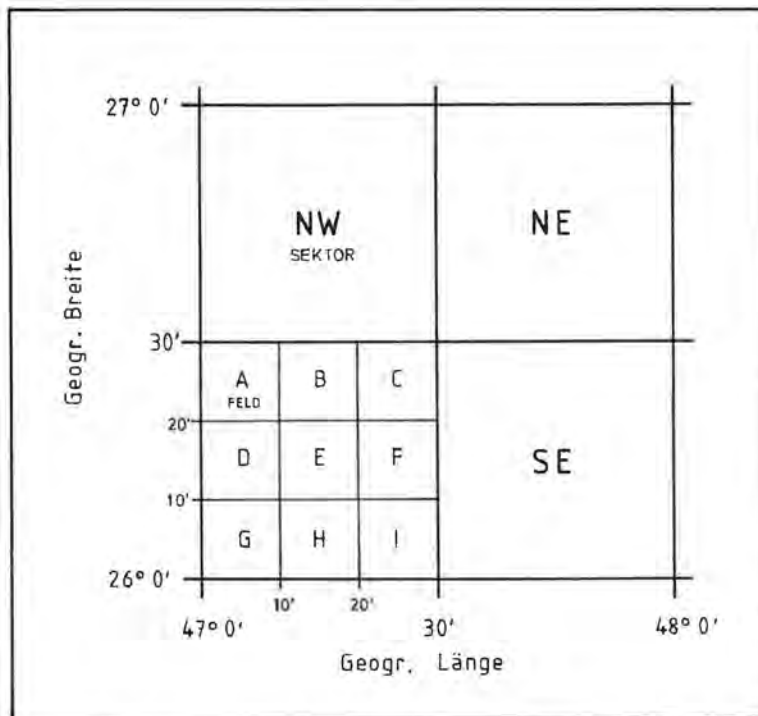 27° 0'
NW
NE
SEKTOR
Geogr. Breite
30'
A
B
C
FELD
20'
D
E
F
SE
10'
G
H
I
26° 0'
10'
20'
47° 0'
30'
48° 0'
Geogr. Länge